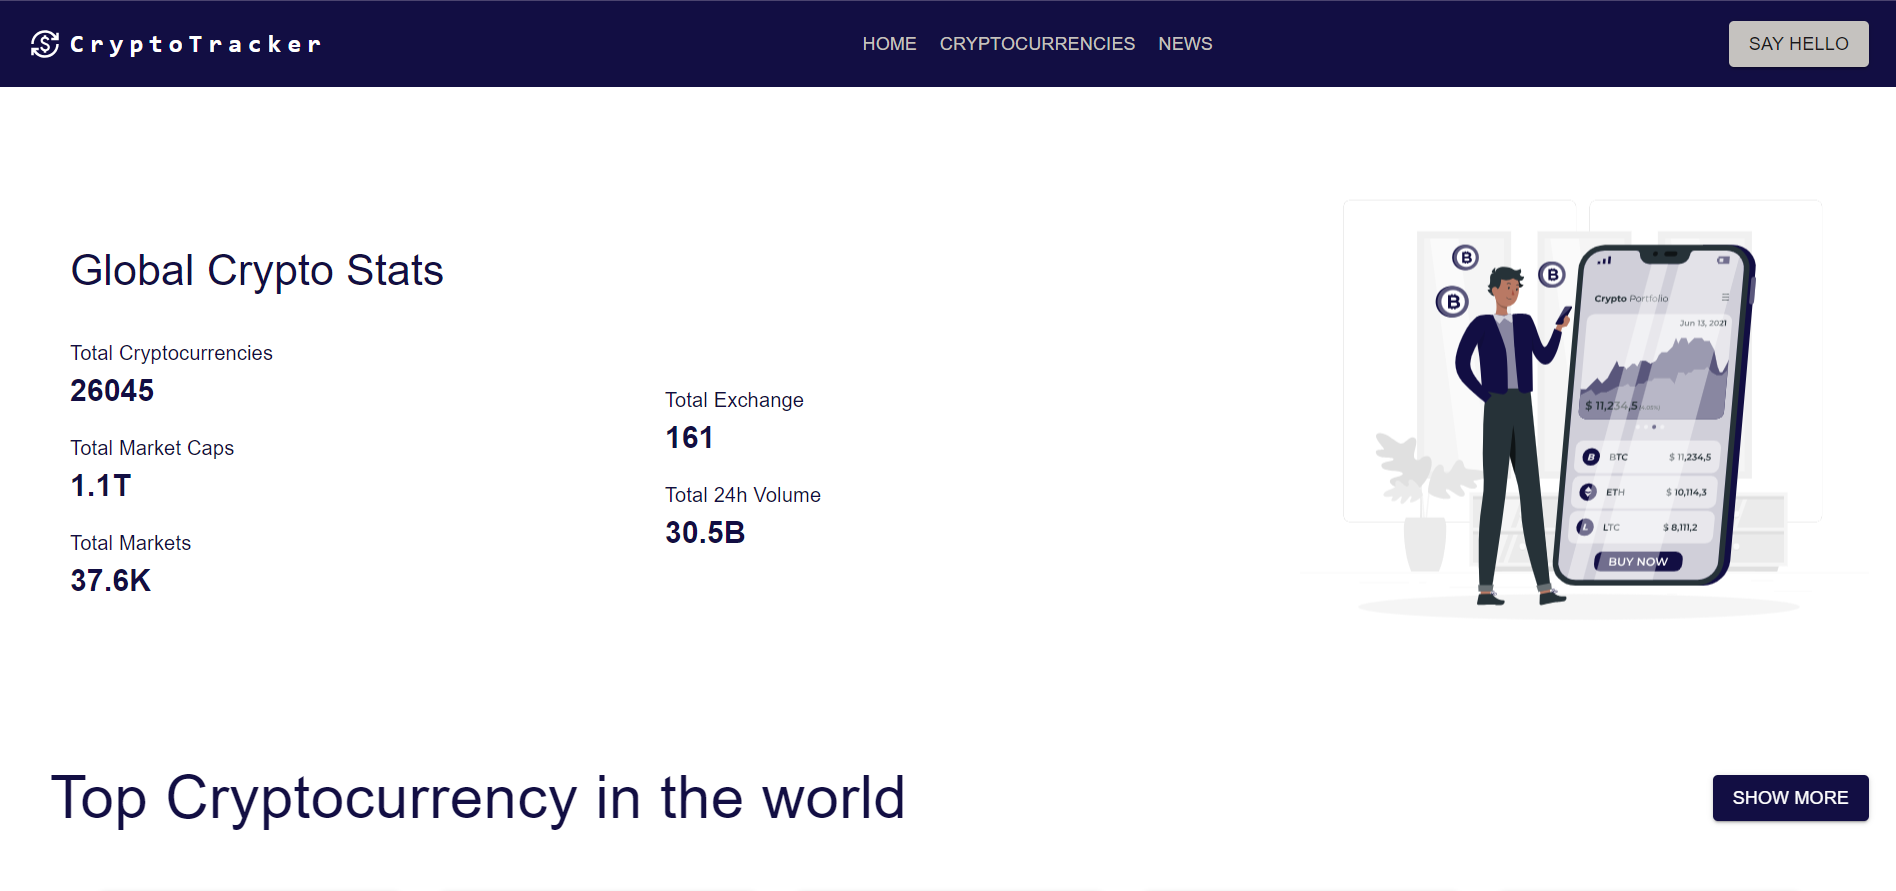 CryptoTracker
HOME CRYPTOCURRENCIES NEWS
SAY HELLO
Global Crypto Stats
Total Cryptocurrencies
26045
Total Market Caps
1.1T
Total Markets
37.6K
Total Exchange
161
Total 24h Volume
30.5B
Crypto Portfolio
Jun 13, 2021
$ 11,234,5
BTC $ 11,234,5
ETH $ 10,114,3
LTC $ 8,111,2
BUY NOW
Top Cryptocurrency in the world
SHOW MORE